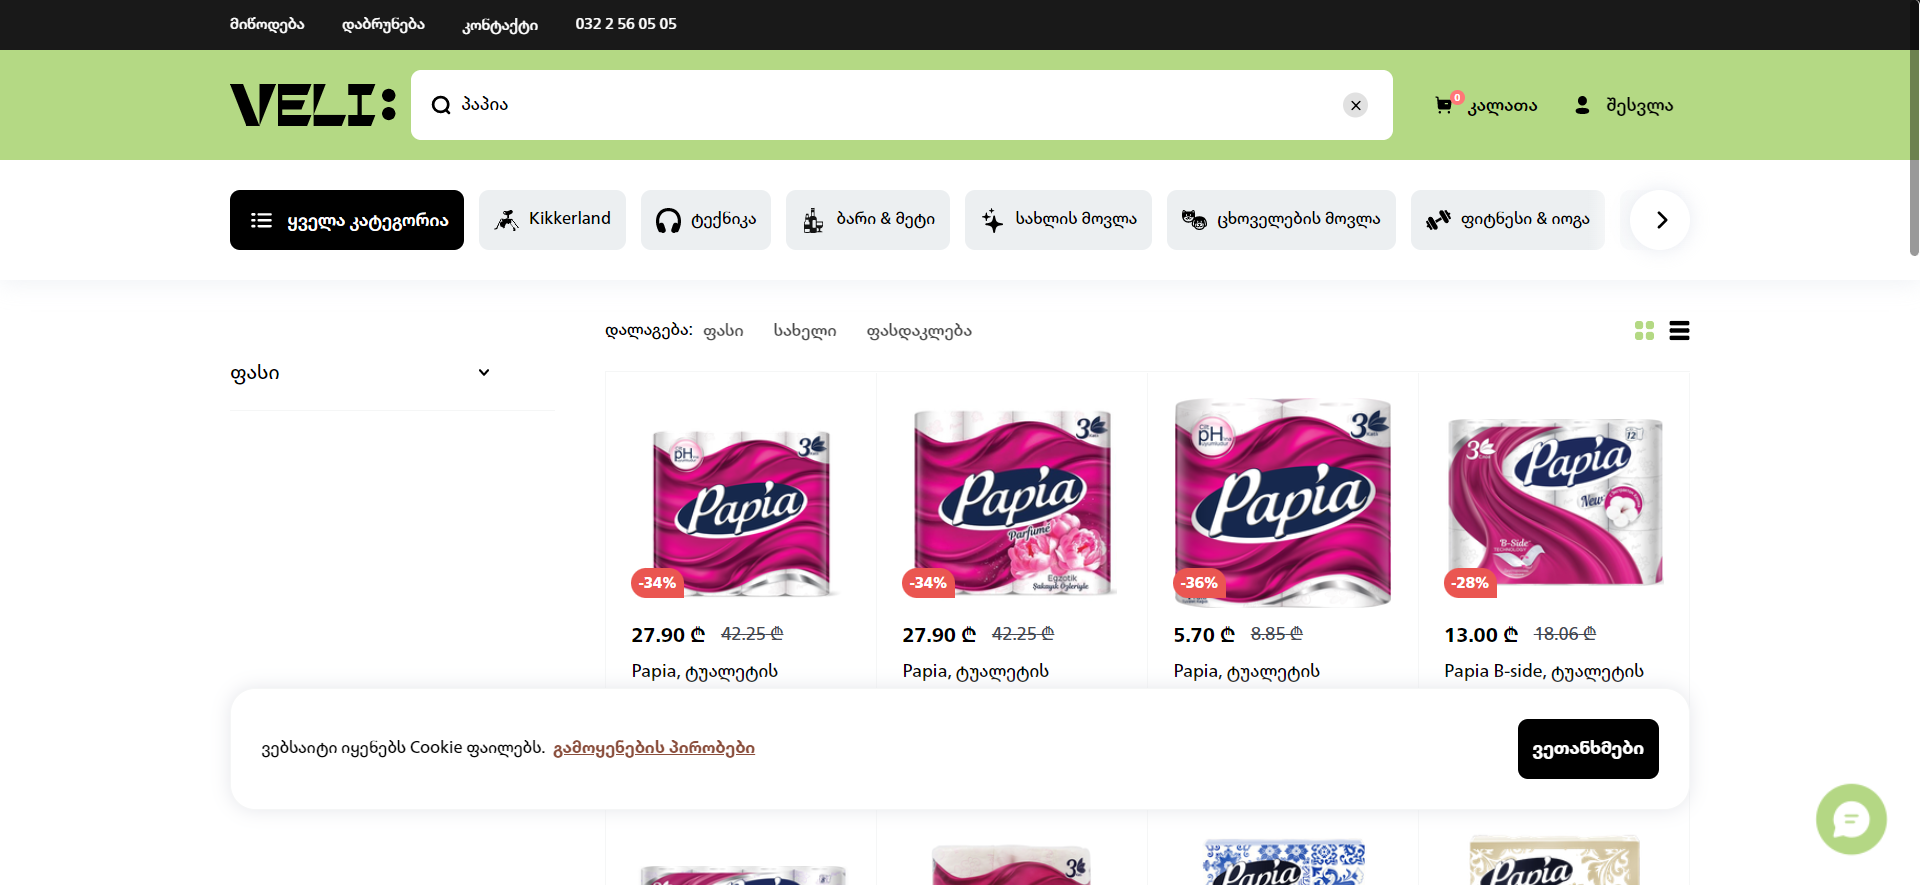 მიწოდება დაბრუნება კონტაქტი 032 2 56 05 05
VELI:
პაპია
0 კალათა შესვლა
ყველა კატეგორია Kikkerland ტექნიკა ბარი & მეტი სახლის მოვლა ცხოველების მოვლა ფიტნესი & იოგა
დალაგება: ფასი სახელი ფასდაკლება
ფასი
pH 3 Papia
3 Papia Parfume Egzotik Şakayık Özleriyle
pH 3 Papia
3 Papia 12 New B-Side TECHNOLOGY
-34% -34% -36% -28%
27.90 ₾ 42.25 ₾ 27.90 ₾ 42.25 ₾ 5.70 ₾ 8.85 ₾ 13.00 ₾ 18.06 ₾
Papia, ტუალეტის Papia, ტუალეტის Papia, ტუალეტის Papia B-side, ტუალეტის
ვებსაიტი იყენებს Cookie ფაილებს. გამოყენების პირობები
ვეთანხმები
3
Papia Papia